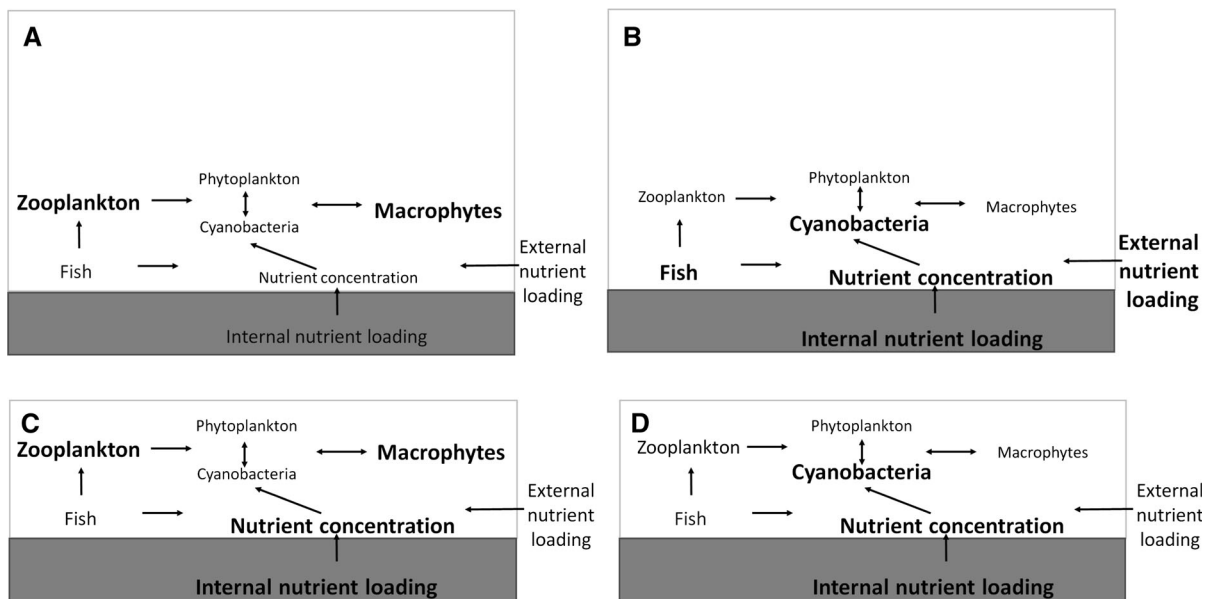 A
Phytoplankton
Zooplankton
Macrophytes
Cyanobacteria
External
nutrient
loading
Fish
Nutrient concentration
Internal nutrient loading
B
Phytoplankton
Zooplankton
Macrophytes
Cyanobacteria
External
nutrient
loading
Fish
Nutrient concentration
Internal nutrient loading
C
Phytoplankton
Zooplankton
Macrophytes
Cyanobacteria
External
nutrient
loading
Fish
Nutrient concentration
Internal nutrient loading
D
Phytoplankton
Zooplankton
Macrophytes
Cyanobacteria
External
nutrient
loading
Fish
Nutrient concentration
Internal nutrient loading